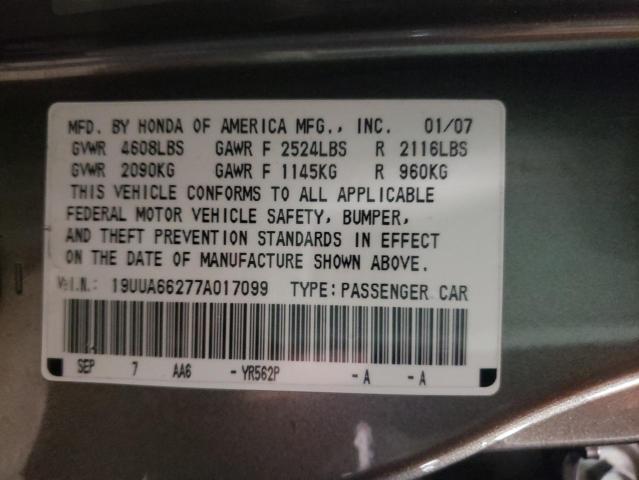 MFD. BY HONDA OF AMERICA MFG., INC. 01/07
GVWR 4608LBS GAWR F 2524LBS R 2116LBS
GVWR 2090KG GAWR F 1145KG R 960KG
THIS VEHICLE CONFORMS TO ALL APPLICABLE
FEDERAL MOTOR VEHICLE SAFETY, BUMPER,
AND THEFT PREVENTION STANDARDS IN EFFECT
ON THE DATE OF MANUFACTURE SHOWN ABOVE.
V.I.N.: 19UUA66277A017099 TYPE: PASSENGER CAR
SEP 7 AA6 - YR562P - A - A